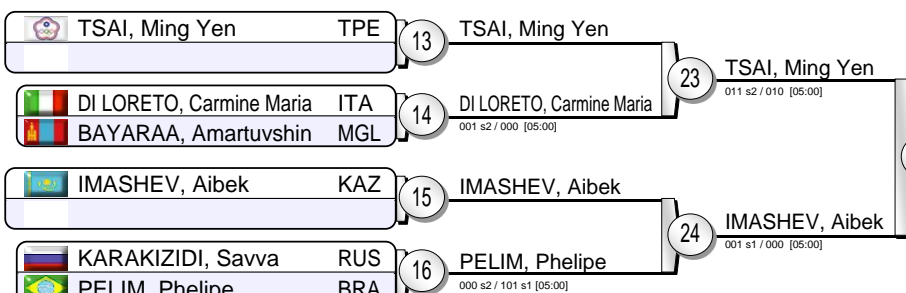 TSAI, Ming Yen TPE
13
TSAI, Ming Yen
23
TSAI, Ming Yen
011 s2 / 010 [05:00]
DI LORETO, Carmine Maria ITA
BAYARAA, Amartuvshin MGL
14
DI LORETO, Carmine Maria
001 s2 / 000 [05:00]
IMASHEV, Aibek KAZ
15
IMASHEV, Aibek
24
IMASHEV, Aibek
001 s1 / 000 [05:00]
KARAKIZIDI, Savva RUS
PELIM, Phelipe BRA
16
PELIM, Phelipe
000 s2 / 101 s1 [05:00]